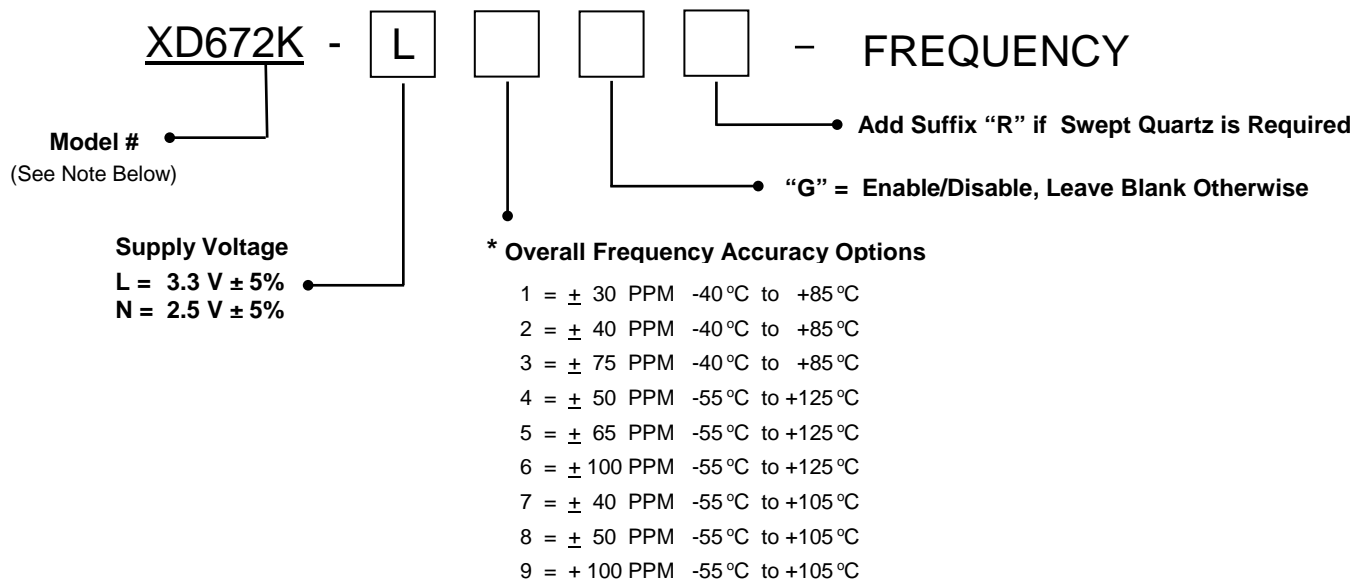 XD672K - L – FREQUENCY
Add Suffix “R” if Swept Quartz is Required
Model #
(See Note Below)
“G” = Enable/Disable, Leave Blank Otherwise
Supply Voltage
L = 3.3 V ± 5%
N = 2.5 V ± 5%
* Overall Frequency Accuracy Options
1 = ± 30 PPM -40 ºC to +85 ºC
2 = ± 40 PPM -40 ºC to +85 ºC
3 = ± 75 PPM -40 ºC to +85 ºC
4 = ± 50 PPM -55 ºC to +125 ºC
5 = ± 65 PPM -55 ºC to +125 ºC
6 = ± 100 PPM -55 ºC to +125 ºC
7 = ± 40 PPM -55 ºC to +105 ºC
8 = ± 50 PPM -55 ºC to +105 ºC
9 = + 100 PPM -55 ºC to +105 ºC